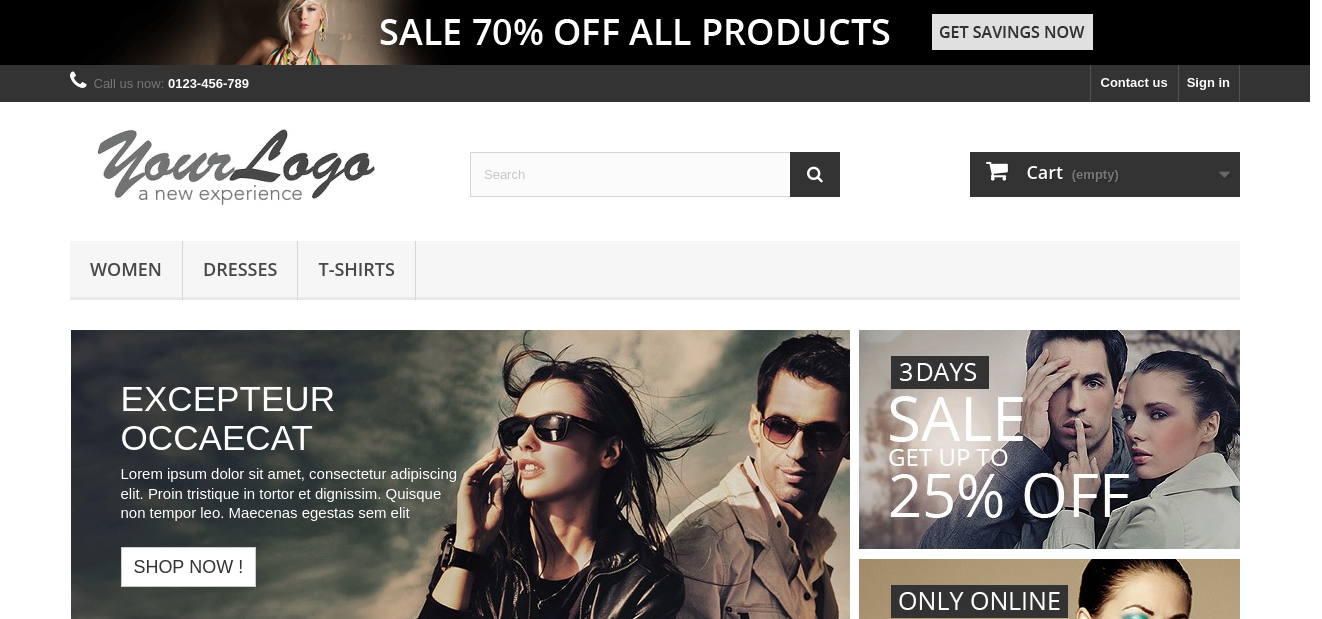 SALE 70% OFF ALL PRODUCTS
GET SAVINGS NOW
Call us now: 0123-456-789
Contact us
Sign in
YourLogo
a new experience
Search
Cart (empty)
WOMEN
DRESSES
T-SHIRTS
EXCEPTEUR
OCCAECAT
Lorem ipsum dolor sit amet, consectetur adipiscing
elit. Proin tristique in tortor et dignissim. Quisque
non tempor leo. Maecenas egestas sem elit
SHOP NOW !
3 DAYS
SALE
GET UP TO
25% OFF
ONLY ONLINE